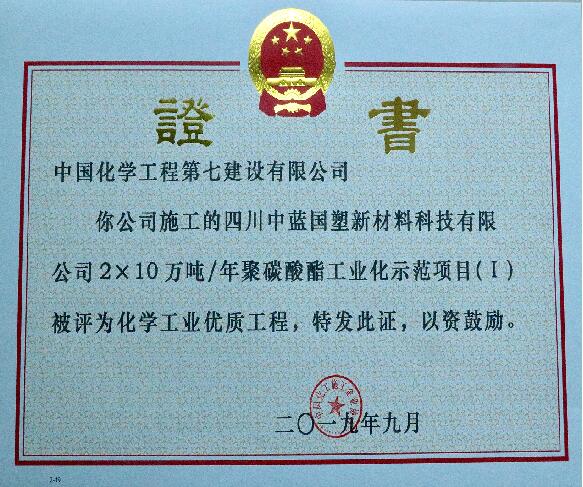 證書
中国化学工程第七建设有限公司
你公司施工的四川中蓝国塑新材料科技有限
公司2×10万吨/年聚碳酸酯工业化示范项目(Ⅰ)
被评为化学工业优质工程，特发此证，以资鼓励。
二〇一九年九月